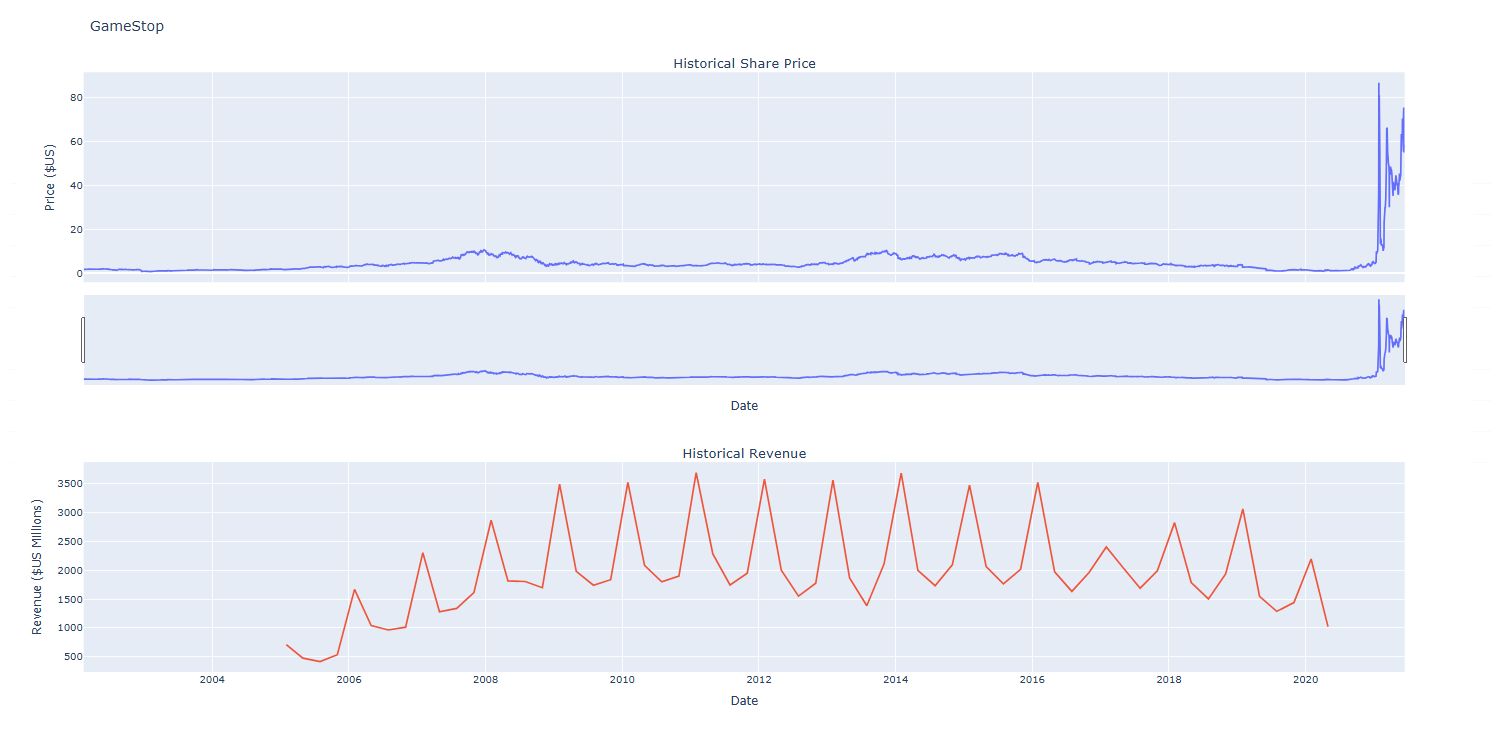 GameStop
Historical Share Price
Price ($US)
80
60
40
20
0
Date
Historical Revenue
Revenue ($US Millions)
3500
3000
2500
2000
1500
1000
500
2004 2006 2008 2010 2012 2014 2016 2018 2020
Date